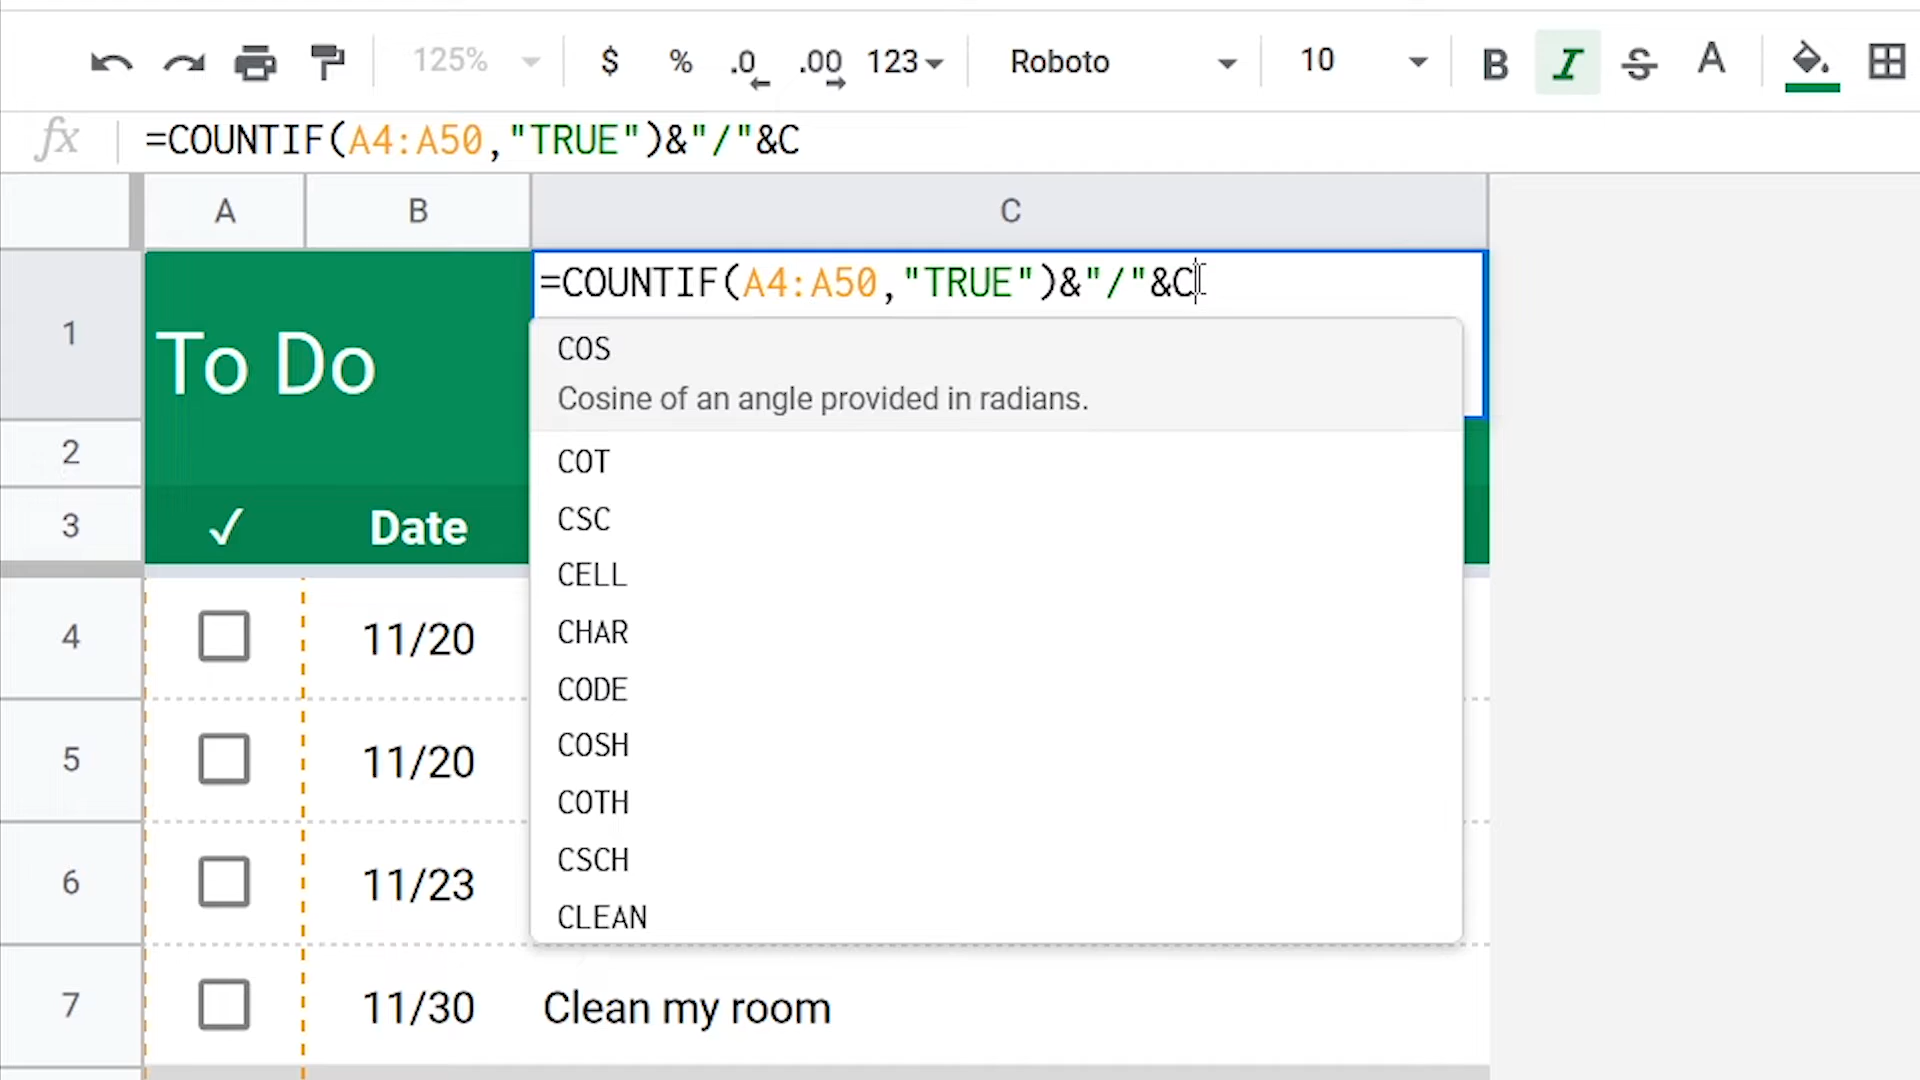 125% $ % .0 .00 123 Roboto 10 B I S A
fx =COUNTIF(A4:A50,"TRUE")&"/"&C
A B C
1 To Do =COUNTIF(A4:A50,"TRUE")&"/"&C
COS
Cosine of an angle provided in radians.
COT
CSC
CELL
CHAR
CODE
COSH
COTH
CSCH
CLEAN
2
3 ✓ Date
4 11/20
5 11/20
6 11/23
7 11/30 Clean my room